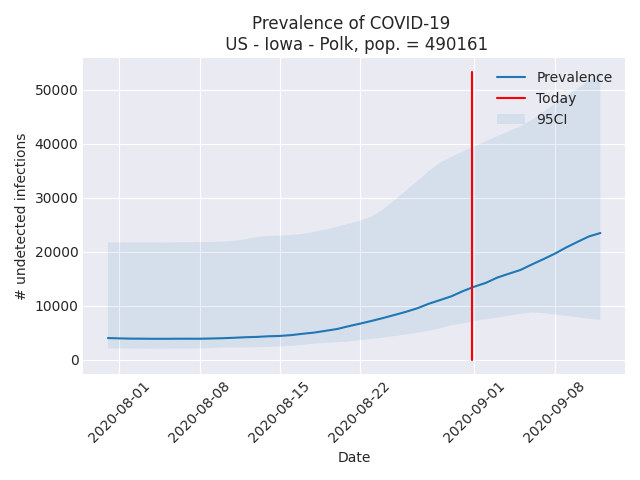 Prevalence of COVID-19
US - Iowa - Polk, pop. = 490161
Prevalence
Today
95CI
# undetected infections
50000
40000
30000
20000
10000
0
2020-08-01
2020-08-08
2020-08-15
2020-08-22
2020-09-01
2020-09-08
Date